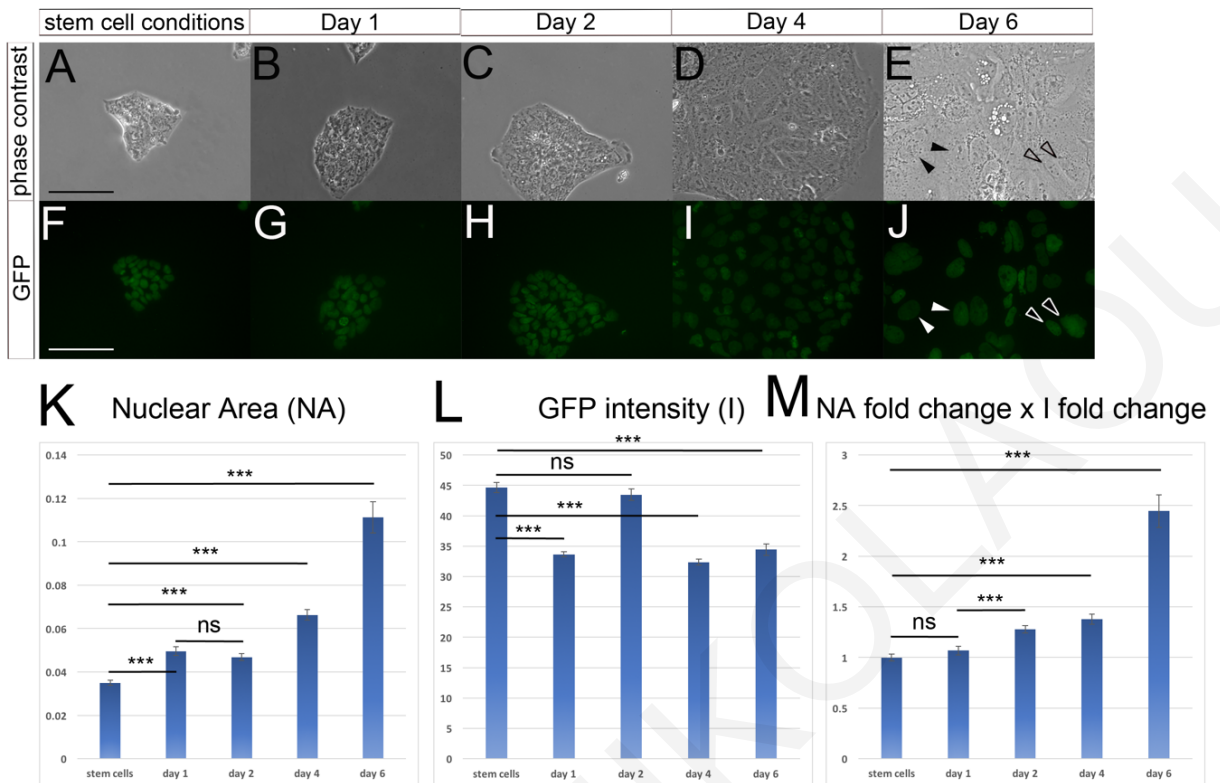 stem cell conditions Day 1 Day 2 Day 4 Day 6
phase contrast
A B C D E
GFP
F G H I J
K Nuclear Area (NA)
0.14
0.12
0.1
0.08
0.06
0.04
0.02
0
***
***
***
ns
***
stem cells day 1 day 2 day 4 day 6
L GFP intensity (I)
50
45
40
35
30
25
20
15
10
5
0
***
ns
***
***
stem cells day 1 day 2 day 4 day 6
M NA fold change x I fold change
3
2.5
2
1.5
1
0.5
0
***
***
***
ns
stem cells day 1 day 2 day 4 day 6